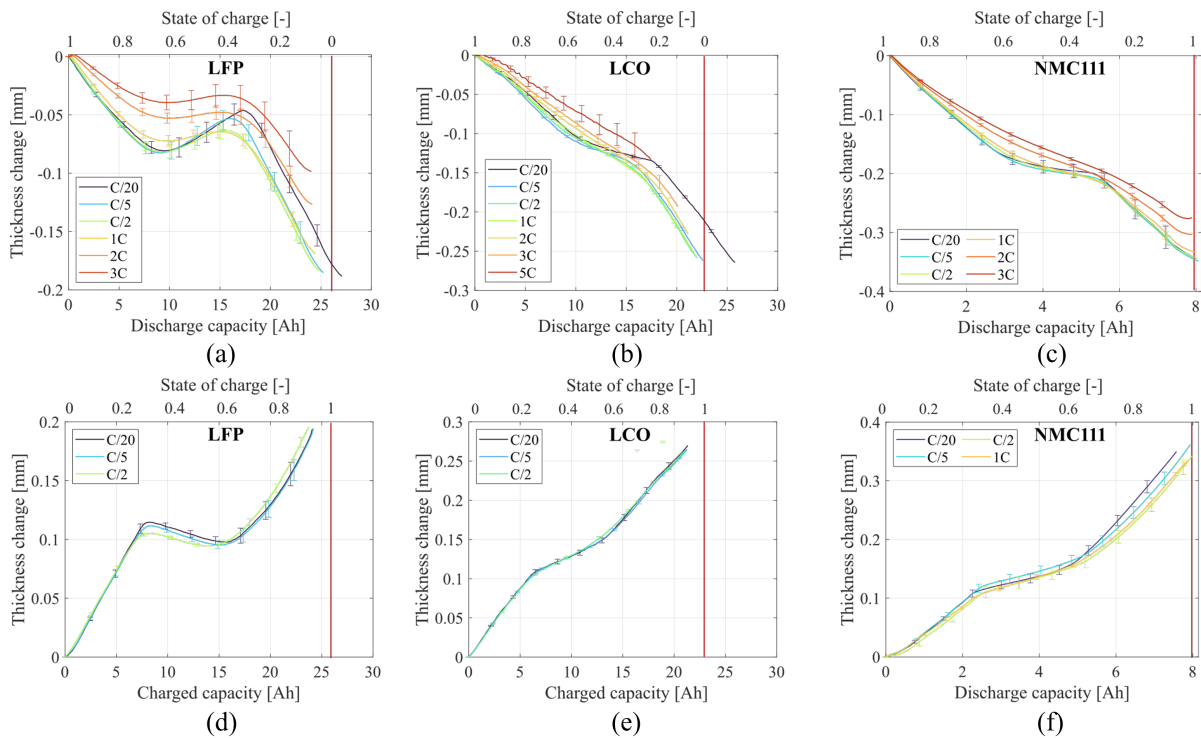 State of charge [-]
1 0.8 0.6 0.4 0.2 0
LFP
Thickness change [mm]
0
-0.05
-0.1
-0.15
-0.2
C/20
C/5
C/2
1C
2C
3C
0 5 10 15 20 25 30
Discharge capacity [Ah]
(a)
State of charge [-]
1 0.8 0.6 0.4 0.2 0
LCO
Thickness change [mm]
0
-0.05
-0.1
-0.15
-0.2
-0.25
-0.3
C/20
C/5
C/2
1C
2C
3C
5C
0 5 10 15 20 25 30
Discharge capacity [Ah]
(b)
State of charge [-]
1 0.8 0.6 0.4 0.2 1
NMC111
Thickness change [mm]
0
-0.1
-0.2
-0.3
-0.4
C/20 1C
C/5 2C
C/2 3C
0 2 4 6 8
Discharge capacity [Ah]
(c)
State of charge [-]
0 0.2 0.4 0.6 0.8 1
LFP
Thickness change [mm]
0.2
0.15
0.1
0.05
0
C/20
C/5
C/2
0 5 10 15 20 25 30
Charged capacity [Ah]
(d)
State of charge [-]
0 0.2 0.4 0.6 0.8 1
LCO
Thickness change [mm]
0.3
0.25
0.2
0.15
0.1
0.05
0
C/20
C/5
C/2
0 5 10 15 20 25 30
Charged capacity [Ah]
(e)
State of charge [-]
0 0.2 0.4 0.6 0.8 1
NMC111
Thickness change [mm]
0.4
0.3
0.2
0.1
0
C/20 C/2
C/5 1C
0 2 4 6 8
Discharge capacity [Ah]
(f)